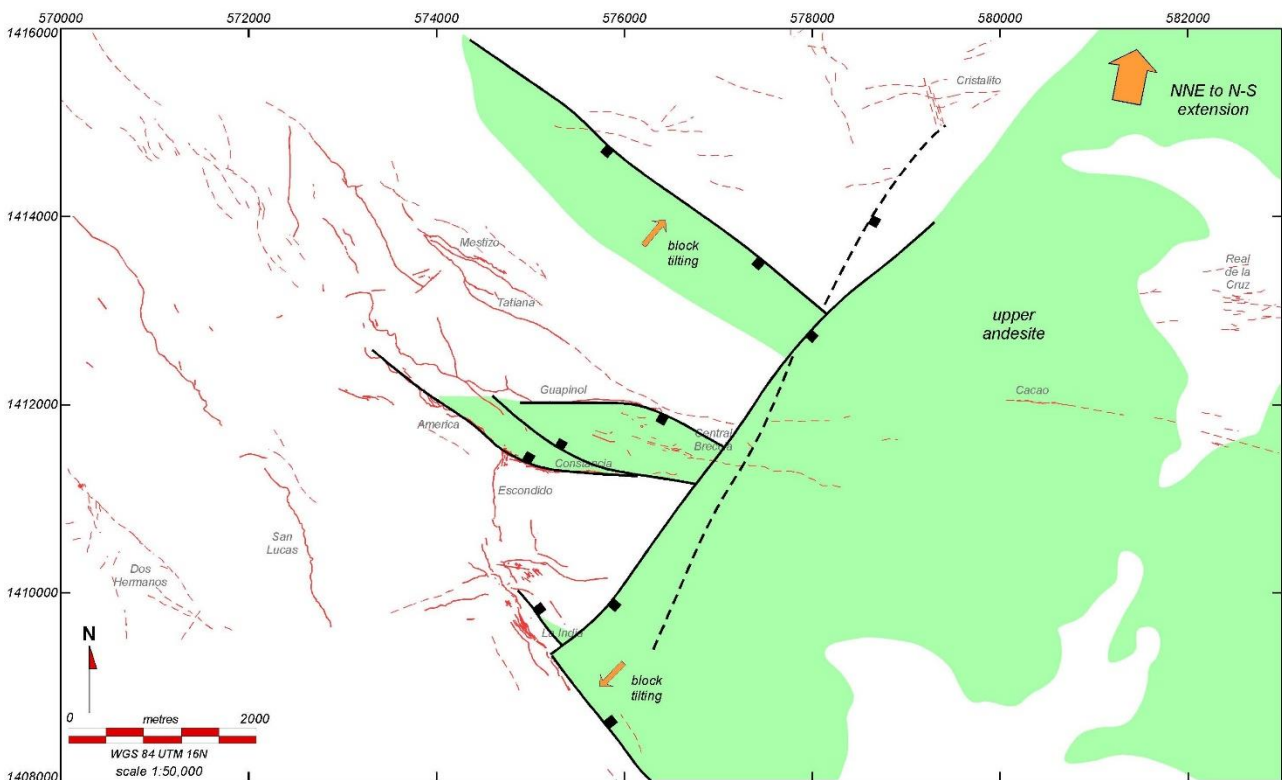 570000
572000
574000
576000
578000
580000
582000
1416000
1414000
1412000
1410000
1408000
Cristalito
NNE to N-S
extension
Mestizo
block
tilting
Tatiana
Real
de la
Cruz
upper
andesite
Guapinol
Cacao
America
Central
Breccia
Constancia
Escondido
San
Lucas
Dos
Hermanos
La India
block
tilting
N
0
metres
2000
WGS 84 UTM 16N
scale 1:50,000